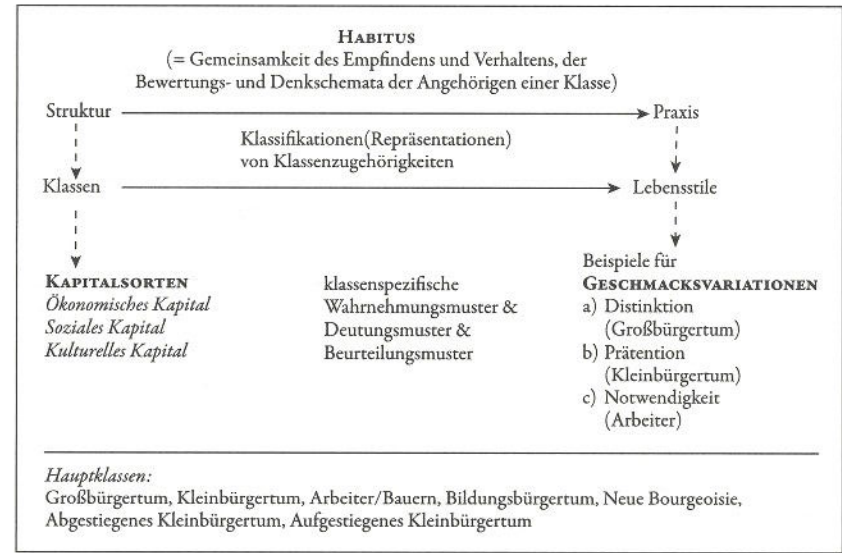 HABITUS
(= Gemeinsamkeit des Empfindens und Verhaltens, der
Bewertungs- und Denkschemata der Angehörigen einer Klasse)
Struktur
Praxis
Klassifikationen(Repräsentationen)
von Klassenzugehörigkeiten
Klassen
Lebensstile
KAPITALSORTEN
Ökonomisches Kapital
Soziales Kapital
Kulturelles Kapital
klassenspezifische
Wahrnehmungsmuster &
Deutungsmuster &
Beurteilungsmuster
Beispiele für
GESCHMACKSVARIATIONEN
a) Distinktion
(Großbürgertum)
b) Prätention
(Kleinbürgertum)
c) Notwendigkeit
(Arbeiter)
Hauptklassen:
Großbürgertum, Kleinbürgertum, Arbeiter/Bauern, Bildungsbürgertum, Neue Bourgeoisie,
Abgestiegenes Kleinbürgertum, Aufgestiegenes Kleinbürgertum